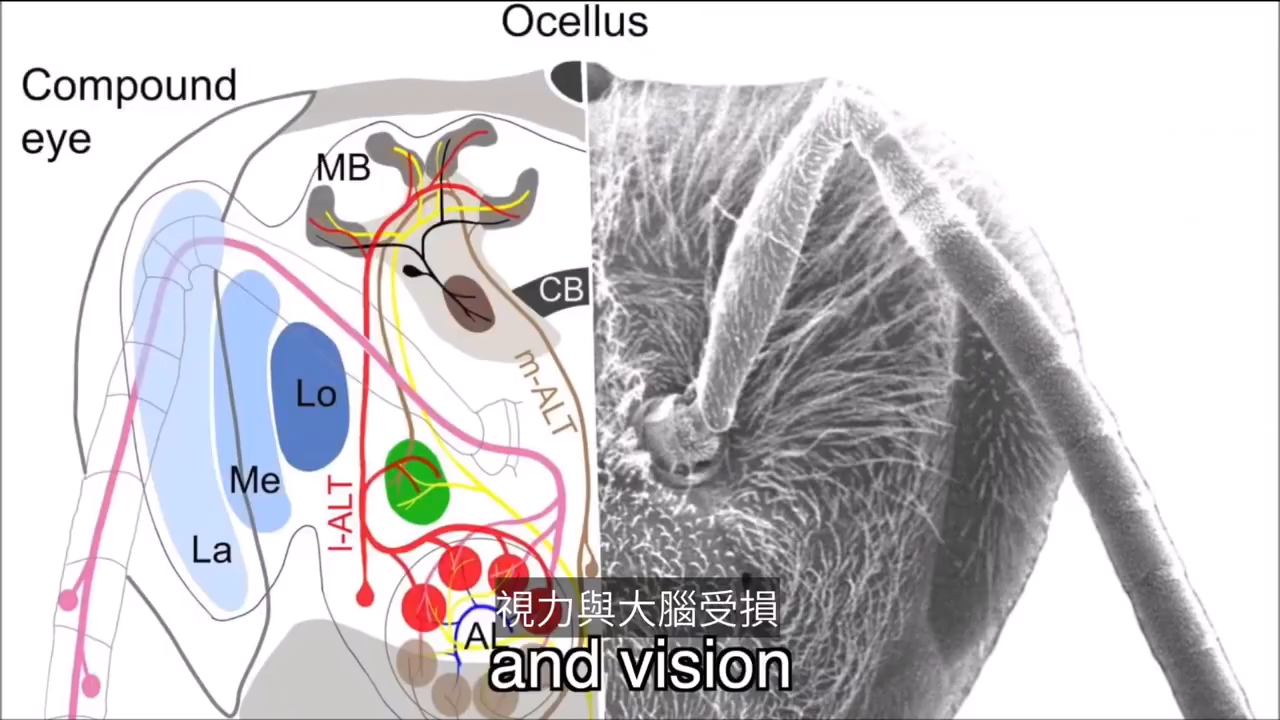 Ocellus
Compound
eye
MB
CB
m-ALT
Lo
Me
l-ALT
La
AL
視力與大腦受損
and vision